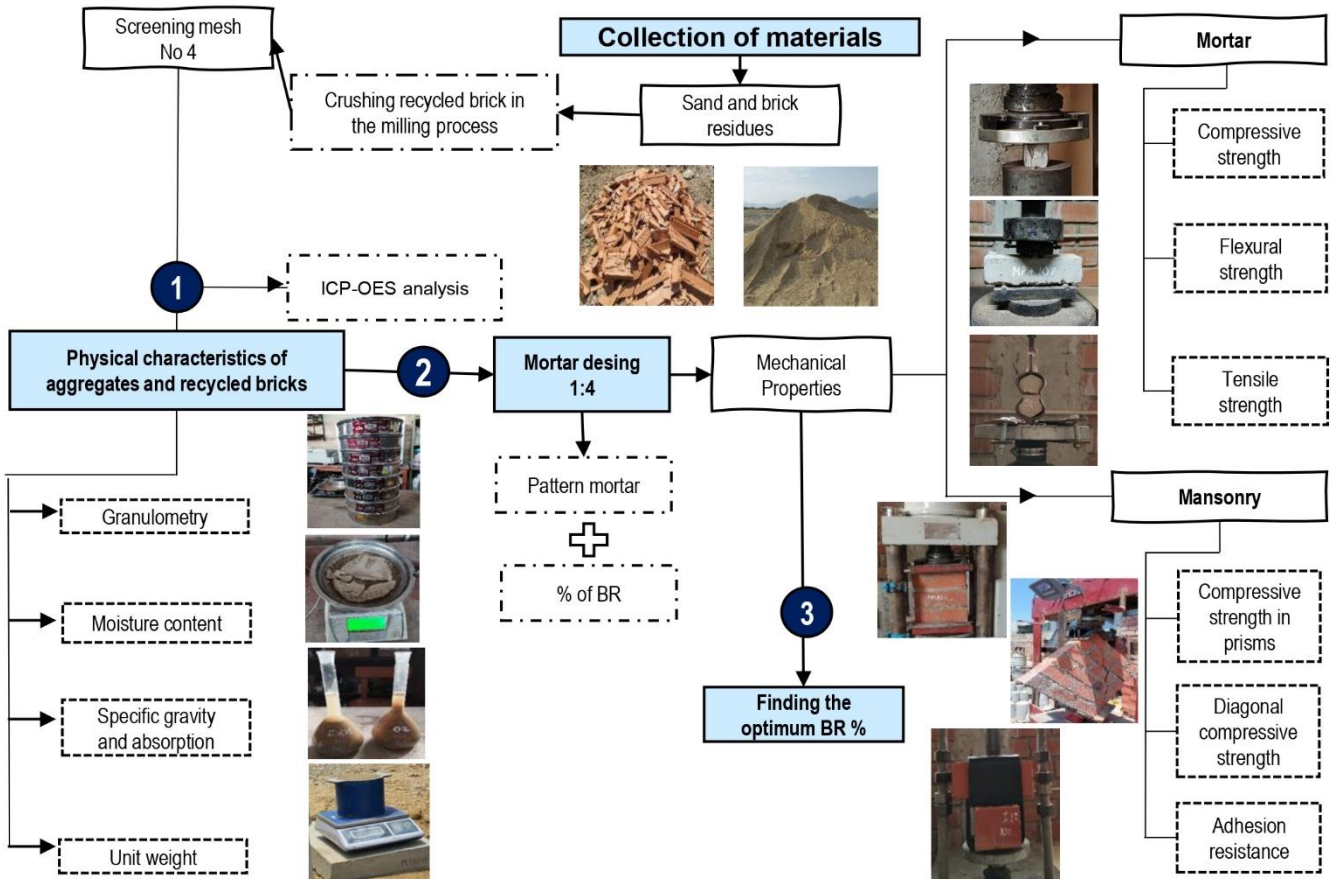 Collection of materials
Sand and brick
residues
Crushing recycled brick in
the milling process
Screening mesh
No 4
1
ICP-OES analysis
Physical characteristics of
aggregates and recycled bricks
Granulometry
Moisture content
Specific gravity
and absorption
Unit weight
2
Mortar desing
1:4
Pattern mortar
% of BR
Mechanical
Properties
3
Finding the
optimum BR %
Mortar
Compressive
strength
Flexural
strength
Tensile
strength
Mansonry
Compressive
strength in
prisms
Diagonal
compressive
strength
Adhesion
resistance